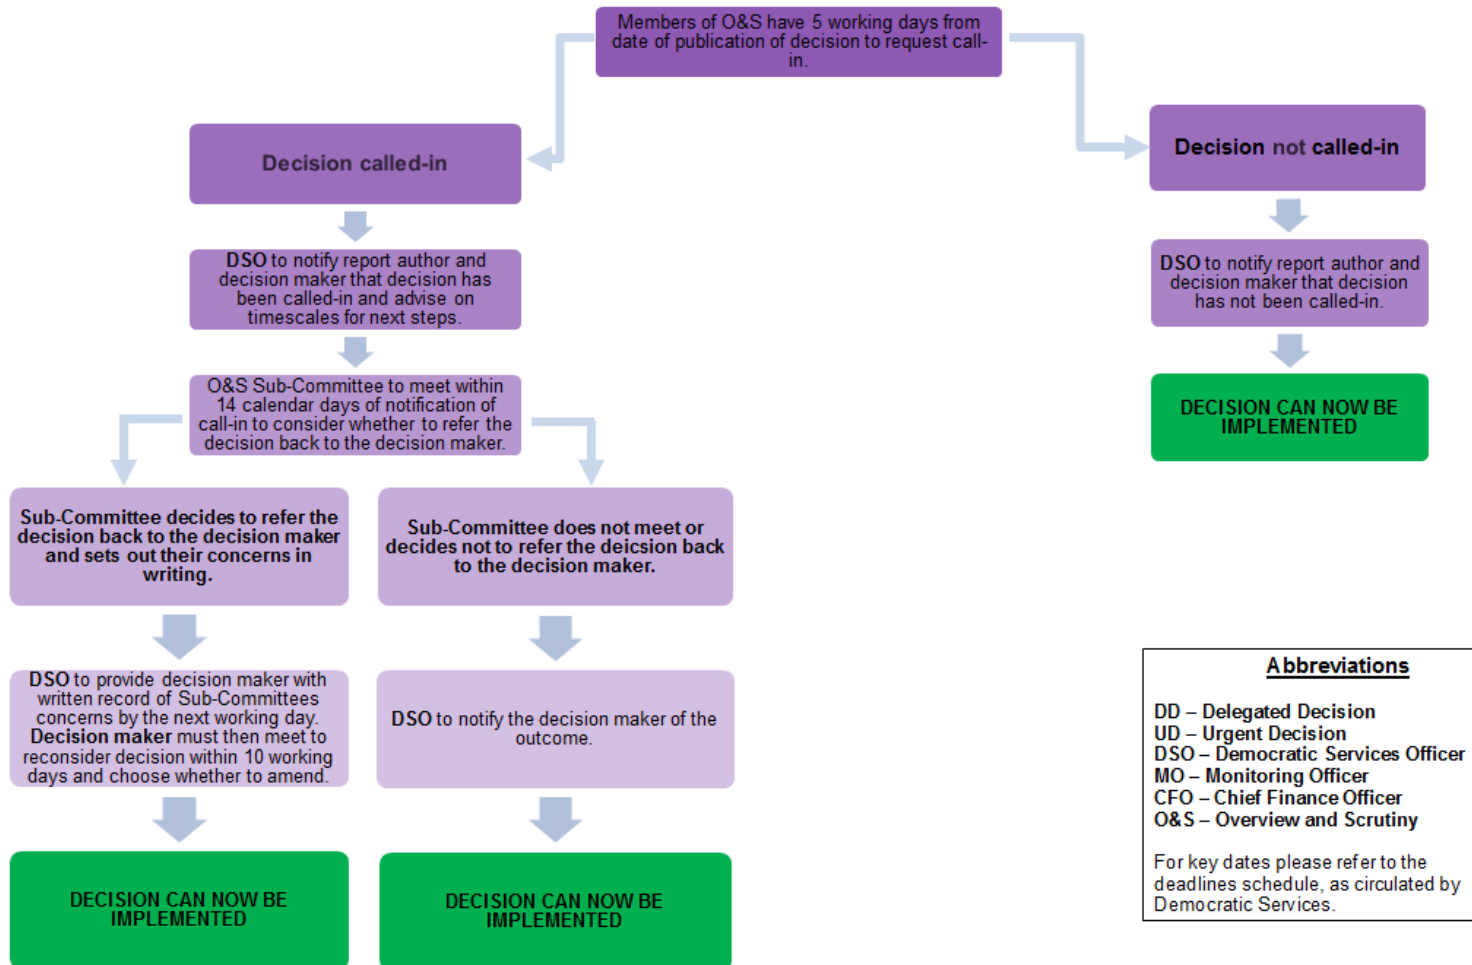 Members of O&S have 5 working days from
date of publication of decision to request call-
in.
Decision called-in
Decision not called-in
DSO to notify report author and
decision maker that decision has
been called-in and advise on
timescales for next steps.
DSO to notify report author and
decision maker that decision
has not been called-in.
O&S Sub-Committee to meet within
14 calendar days of notification of
call-in to consider whether to refer the
decision back to the decision maker.
DECISION CAN NOW BE
IMPLEMENTED
Sub-Committee decides to refer the
decision back to the decision maker
and sets out their concerns in
writing.
Sub-Committee does not meet or
decides not to refer the deicsion back
to the decision maker.
DSO to provide decision maker with
written record of Sub-Committees
concerns by the next working day.
Decision maker must then meet to
reconsider decision within 10 working
days and choose whether to amend.
DSO to notify the decision maker of the
outcome.
DECISION CAN NOW BE
IMPLEMENTED
DECISION CAN NOW BE
IMPLEMENTED
Abbreviations
DD – Delegated Decision
UD – Urgent Decision
DSO – Democratic Services Officer
MO – Monitoring Officer
CFO – Chief Finance Officer
O&S – Overview and Scrutiny
For key dates please refer to the
deadlines schedule, as circulated by
Democratic Services.